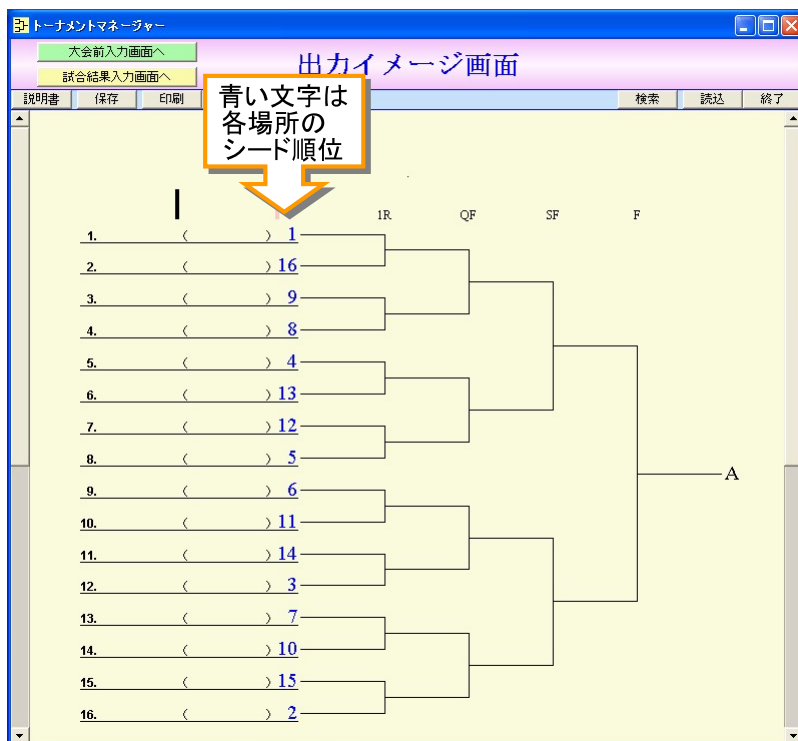 トーナメントマネージャー
大会前入力画面へ
試合結果入力画面へ
出力イメージ画面
説明書 保存 印刷 検索 読込 終了
青い文字は
各場所の
シード順位
1R QF SF F
1. ( ) 1
2. ( ) 16
3. ( ) 9
4. ( ) 8
5. ( ) 4
6. ( ) 13
7. ( ) 12
8. ( ) 5
9. ( ) 6
10. ( ) 11
11. ( ) 14
12. ( ) 3
13. ( ) 7
14. ( ) 10
15. ( ) 15
16. ( ) 2
A